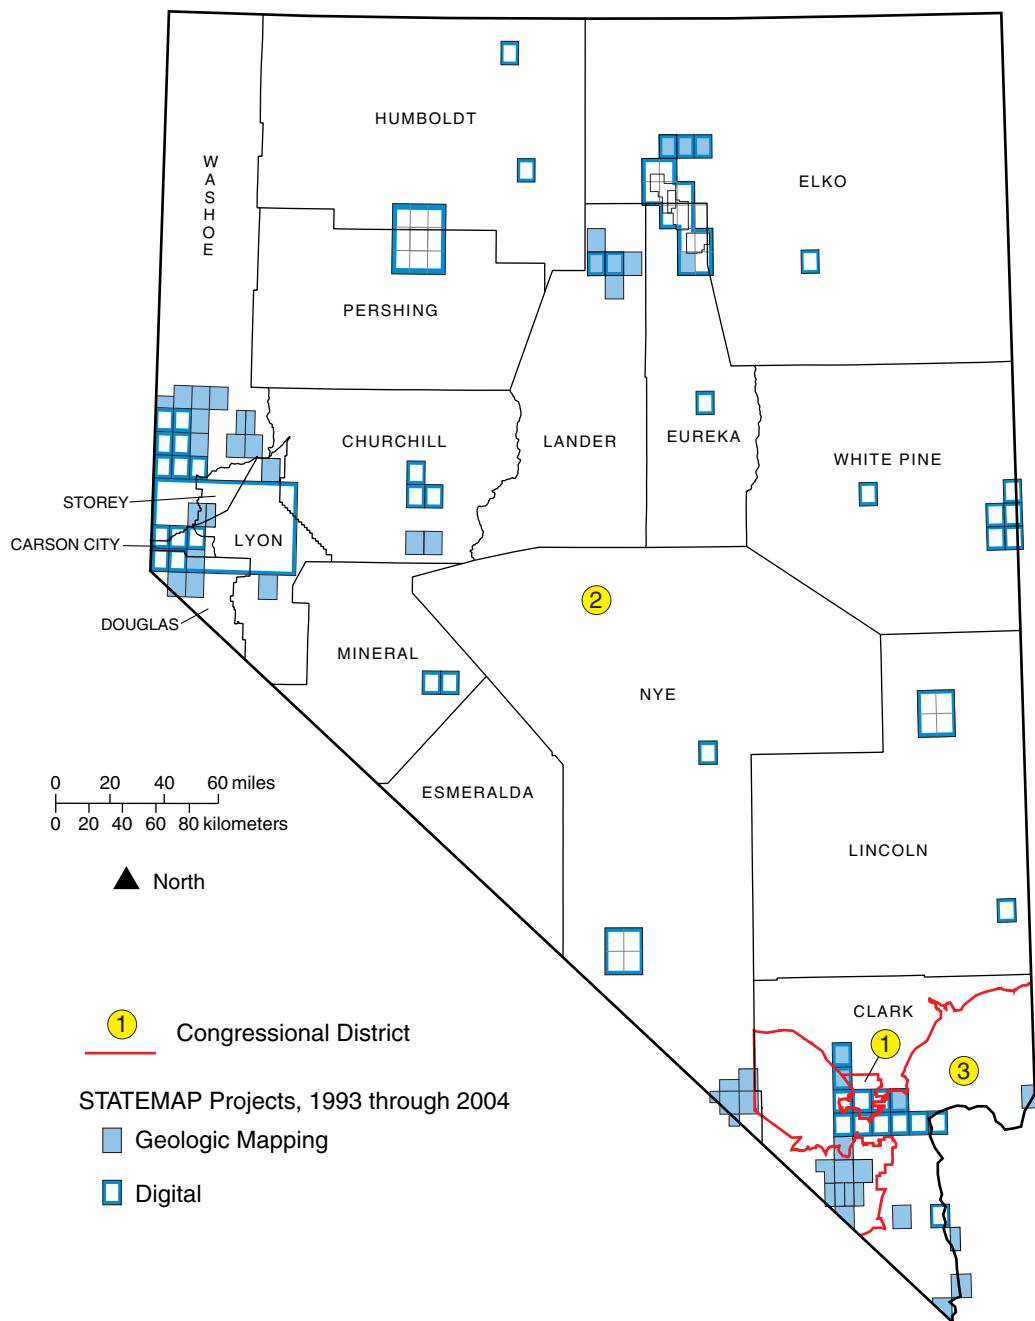 HUMBOLDT
WASHOE
ELKO
PERSHING
CHURCHILL
LANDER
EUREKA
WHITE PINE
STOREY
CARSON CITY
LYON
DOUGLAS
2
MINERAL
NYE
ESMERALDA
LINCOLN
0 20 40 60 miles
0 20 40 60 80 kilometers
North
CLARK
1
3
1 Congressional District
STATEMAP Projects, 1993 through 2004
Geologic Mapping
Digital